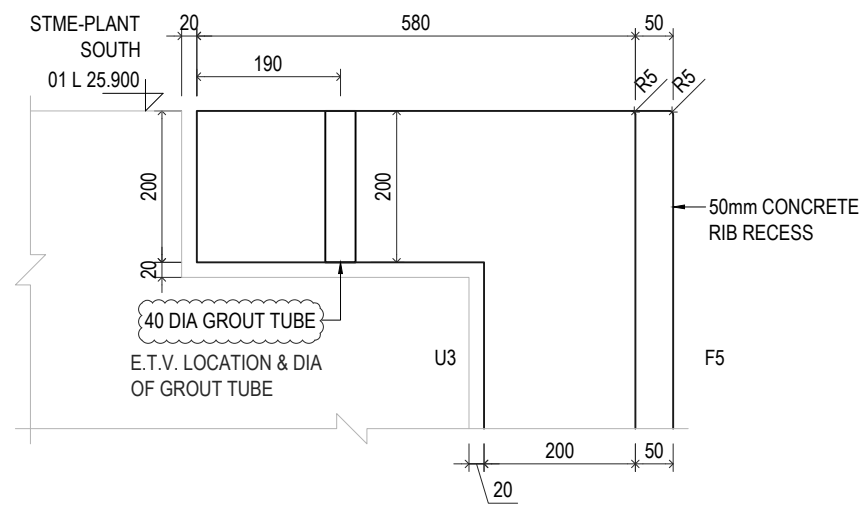 STME-PLANT
SOUTH
01 L 25.900
20
580
50
190
R5
R5
200
200
20
50mm CONCRETE
RIB RECESS
40 DIA GROUT TUBE
E.T.V. LOCATION & DIA
OF GROUT TUBE
U3
F5
200
50
20